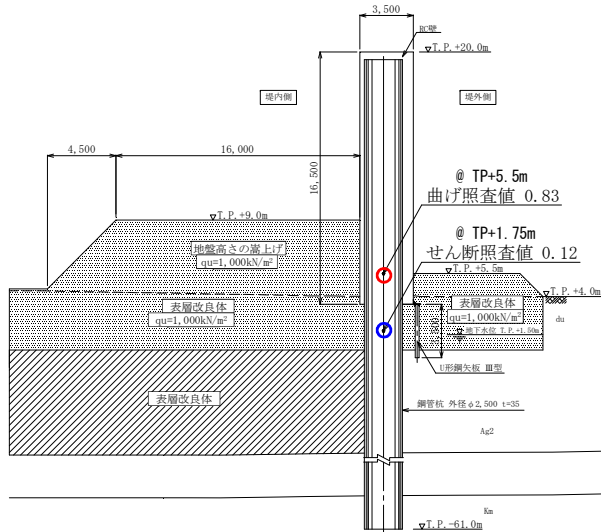 3,500
RC壁
▽T.P.+20.0m
堤内側
堤外側
4,500
16,000
16,500
@ TP+5.5m
曲げ照査値 0.83
▽T.P.+9.0m
@ TP+1.75m
せん断照査値 0.12
地盤高さの嵩上げ
qu=1,000kN/m²
▽T.P.+5.5m
▽T.P.+4.0m
表層改良体
qu=1,000kN/m²
表層改良体
qu=1,000kN/m²
du
地下水位 T.P.+1.50m
U形鋼矢板 Ⅲ型
表層改良体
鋼管杭 外径φ2,500 t=35
Ag2
Km
▽T.P.-61.0m